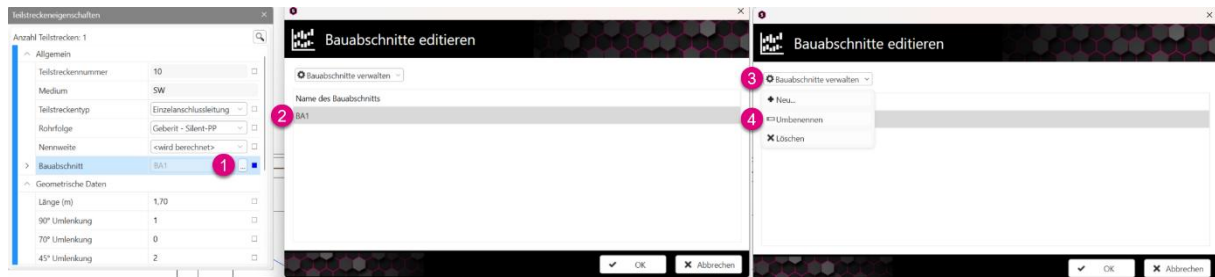 Teilstreckeneigenschaften
Anzahl Teilstrecken: 1
Allgemein
Teilstreckennummer 10
Medium SW
Teilstreckentyp Einzelanschlussleitung
Rohrfolge Geberit - Silent-PP
Nennweite <wird berechnet>
Bauabschnitt BA1 1 ...
Geometrische Daten
Länge (m) 1,70
90° Umlenkung 1
70° Umlenkung 0
45° Umlenkung 2
Bauabschnitte editieren
Bauabschnitte verwalten
Name des Bauabschnitts
2 BA1
OK Abbrechen
Bauabschnitte editieren
3 Bauabschnitte verwalten
Neu...
4 Umbenennen
Löschen
OK Abbrechen